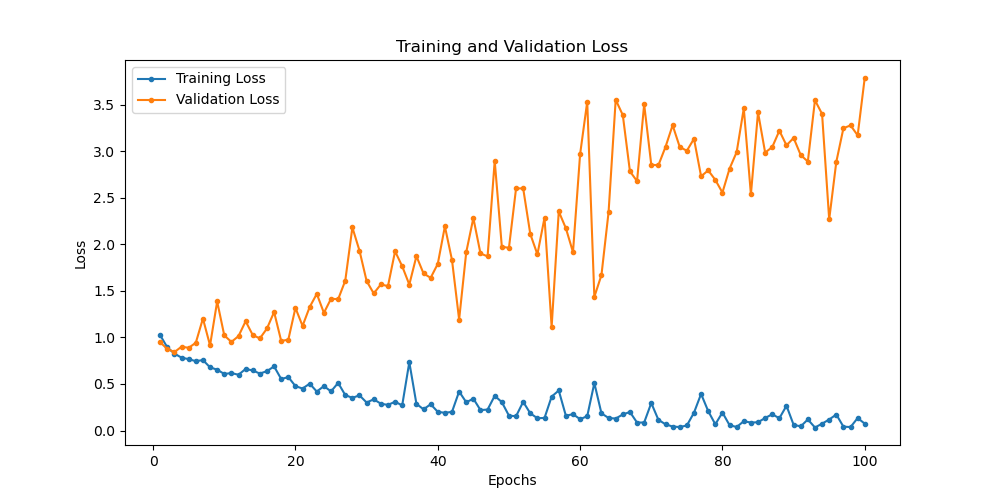 Training and Validation Loss
Training Loss
Validation Loss
3.5
3.0
2.5
2.0
1.5
1.0
0.5
0.0
Loss
0 20 40 60 80 100
Epochs